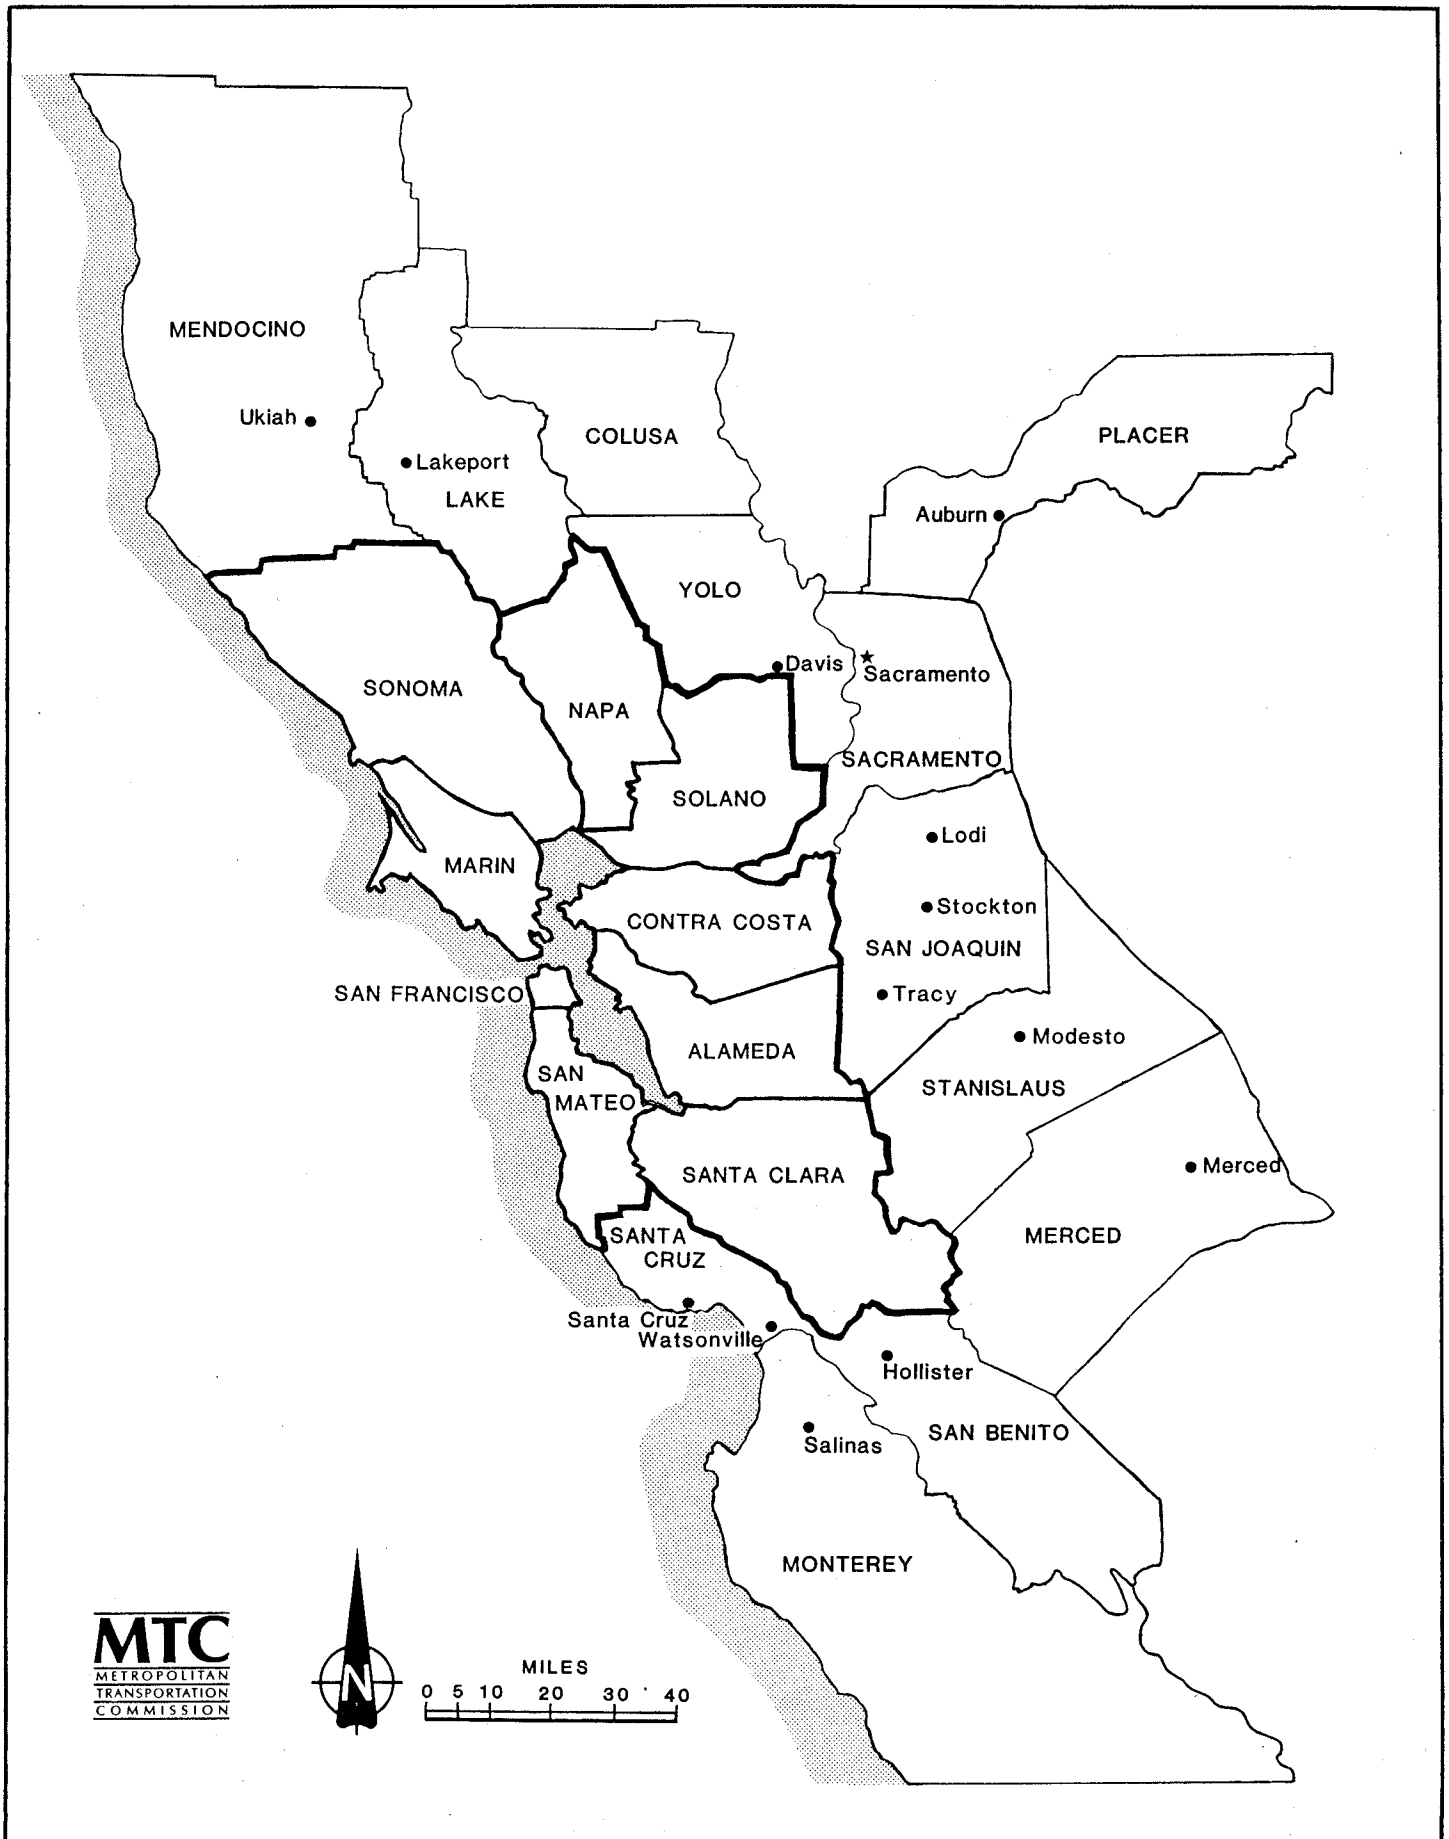 MENDOCINO
Ukiah
Lakeport
LAKE
COLUSA
PLACER
Auburn
YOLO
Davis
Sacramento
SONOMA
NAPA
SACRAMENTO
SOLANO
Lodi
MARIN
CONTRA COSTA
Stockton
SAN JOAQUIN
SAN FRANCISCO
Tracy
ALAMEDA
Modesto
SAN
MATEO
STANISLAUS
SANTA CLARA
Merced
MERCED
SANTA
CRUZ
Santa Cruz
Watsonville
Hollister
SAN BENITO
Salinas
MONTEREY
MTC
METROPOLITAN
TRANSPORTATION
COMMISSION
N
MILES
0 5 10 20 30 40